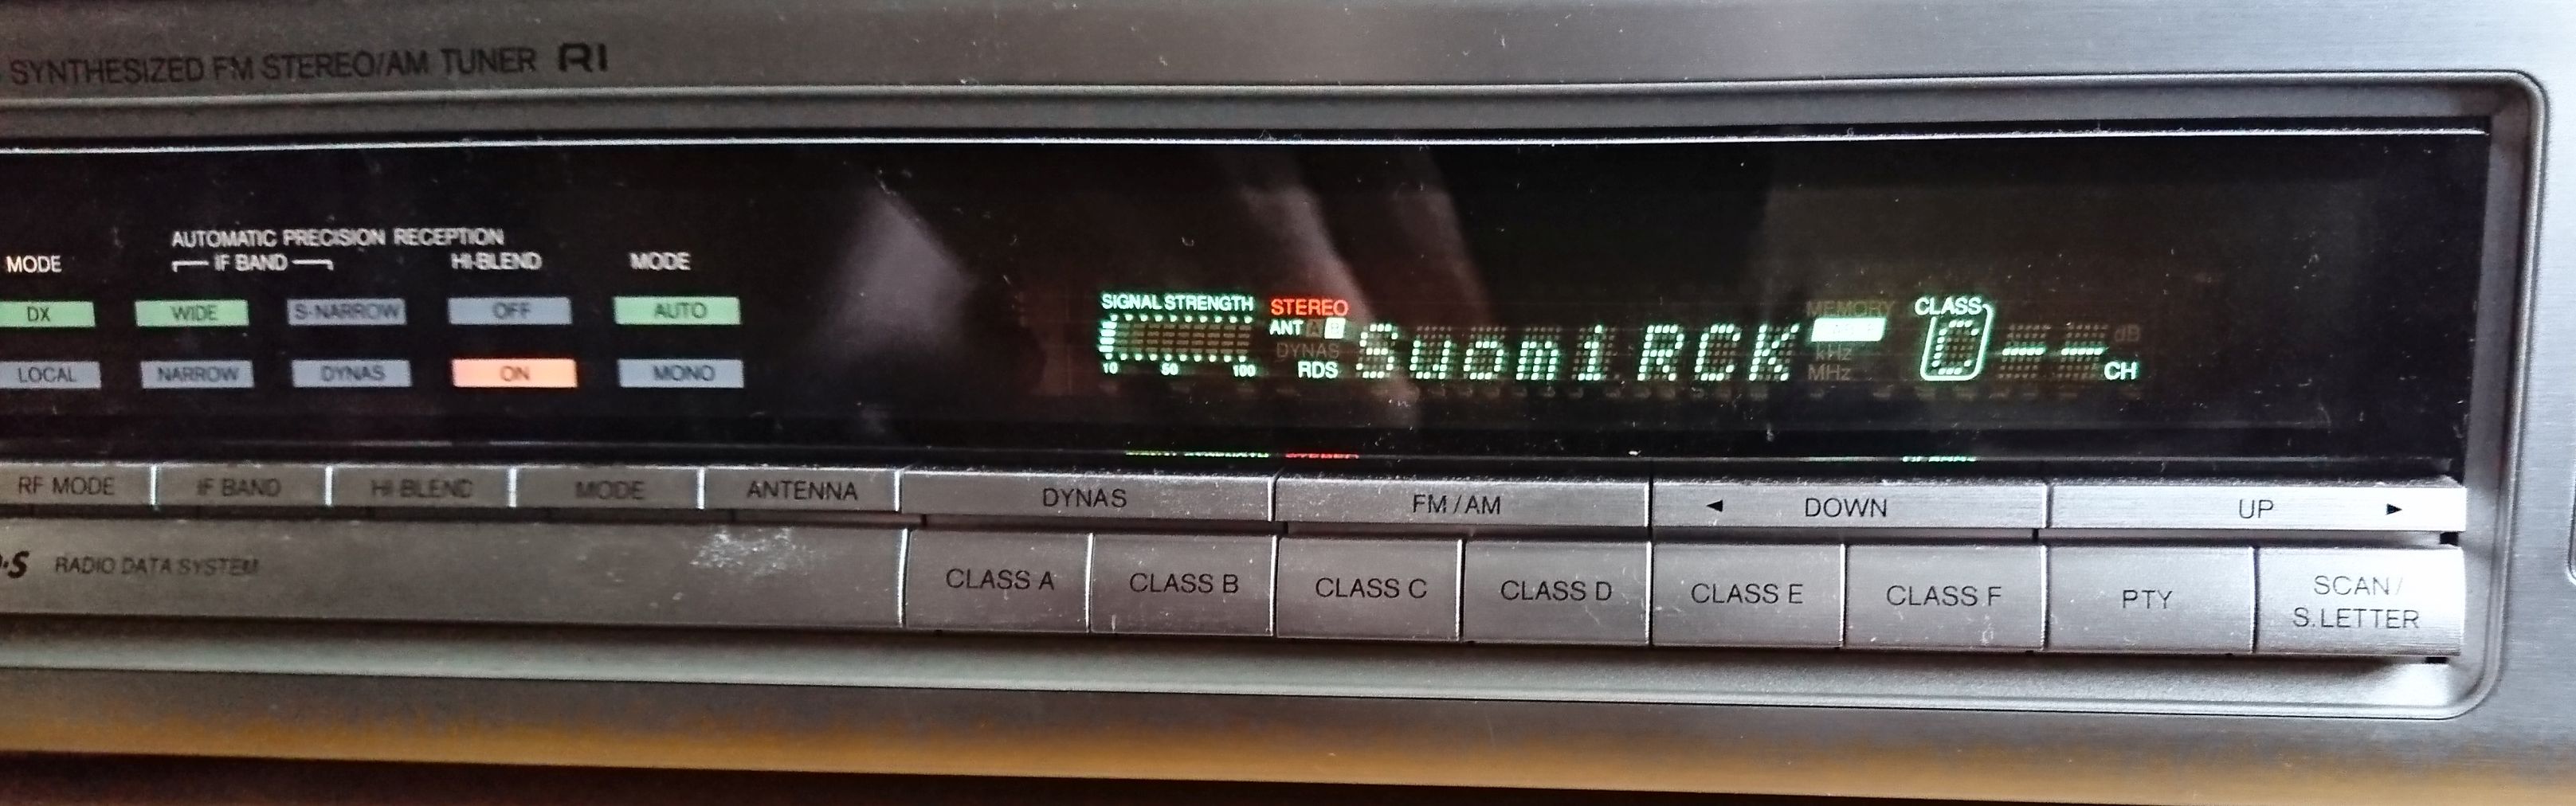 SYNTHESIZED FM STEREO/AM TUNER RI
AUTOMATIC PRECISION RECEPTION
MODE IF BAND HI-BLEND MODE
DX WIDE S-NARROW OFF AUTO
LOCAL NARROW DYNAS ON MONO
SIGNAL STRENGTH
10 50 100
STEREO
ANT A B
DYNAS
RDS
SuomiRCK
MEMORY
kHz
MHz
CLASS
C -- --
dB
CH
RF MODE IF BAND HI-BLEND MODE ANTENNA DYNAS FM/AM ◄ DOWN UP ►
RADIO DATA SYSTEM
CLASS A CLASS B CLASS C CLASS D CLASS E CLASS F PTY SCAN/
S.LETTER